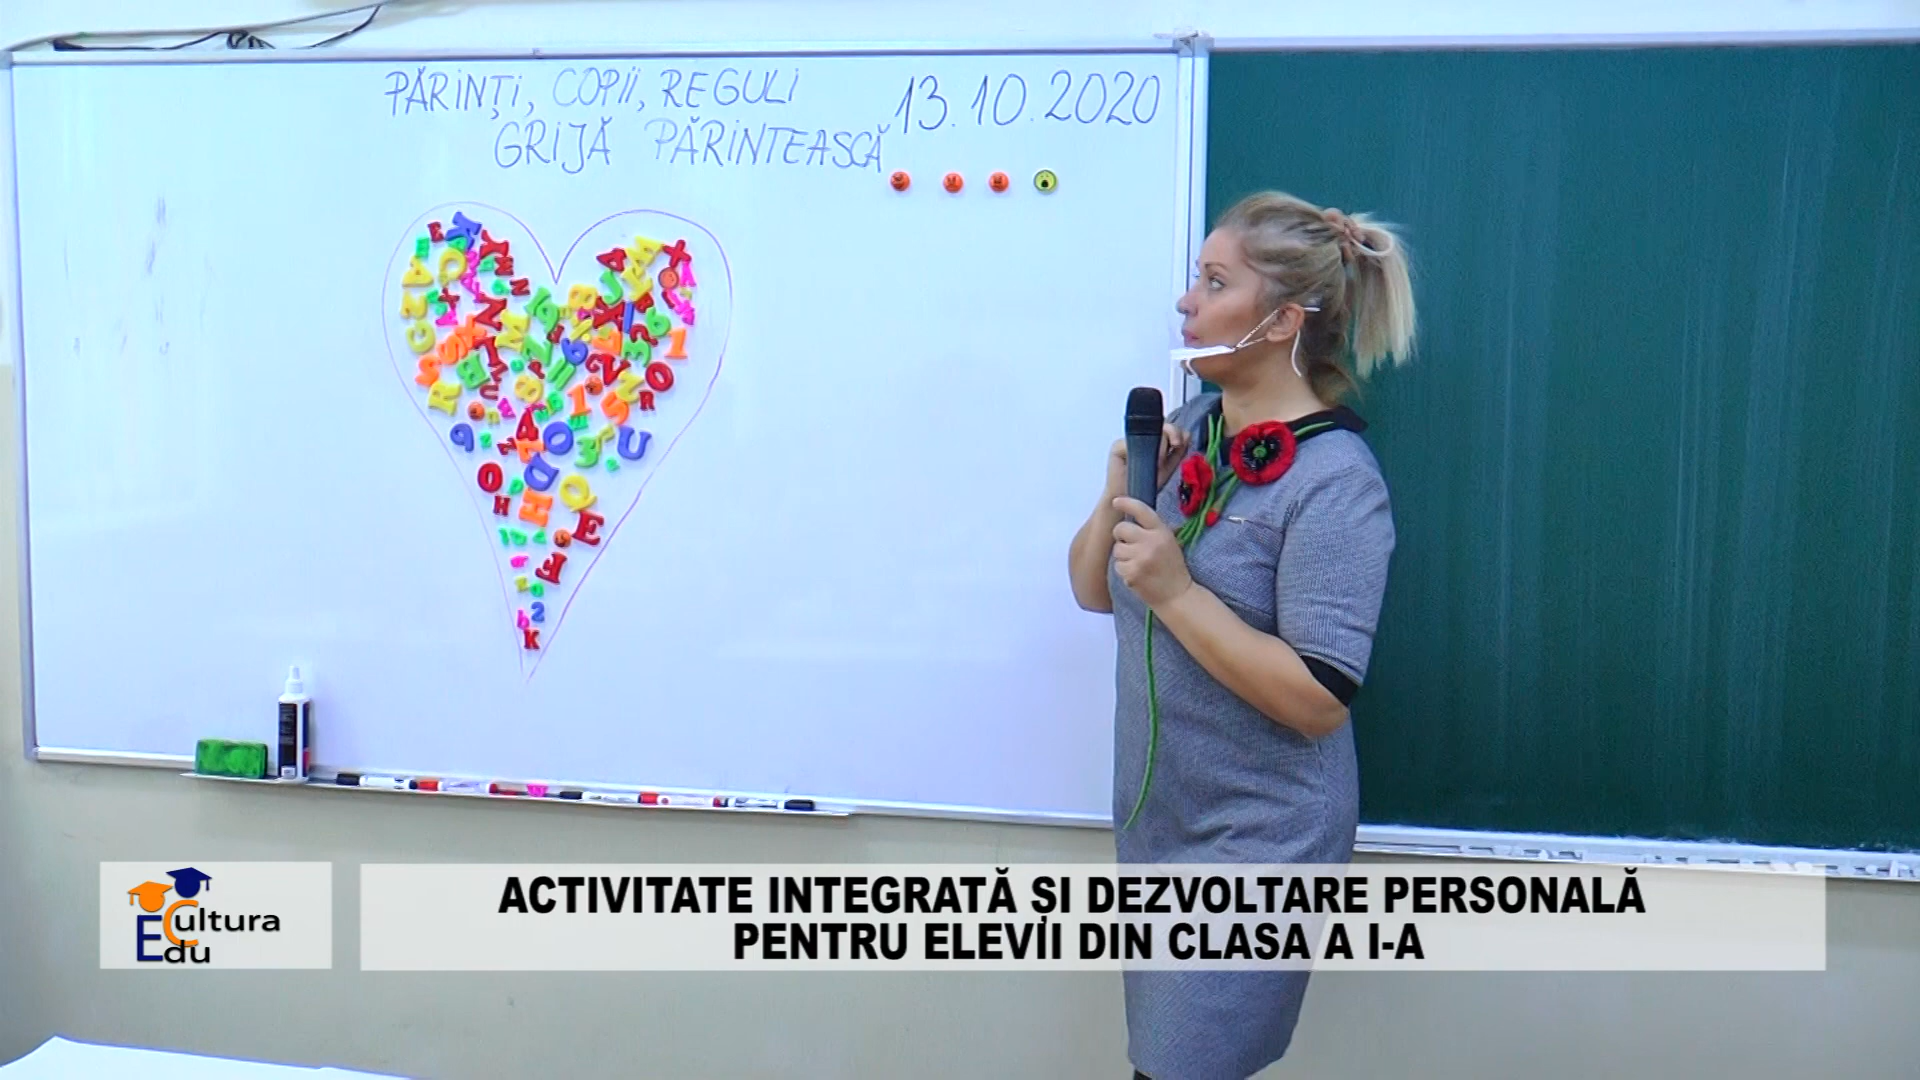 PĂRINȚI, COPII, REGULI
GRIJĂ PĂRINTEASCĂ
13.10.2020
Cultura
Edu
ACTIVITATE INTEGRATĂ ȘI DEZVOLTARE PERSONALĂ
PENTRU ELEVII DIN CLASA A I-A